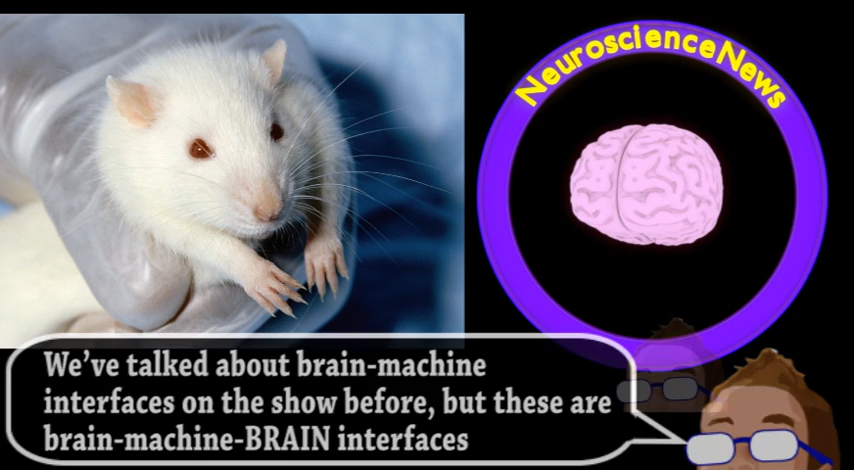 NeuroscienceNews
We've talked about brain-machine
interfaces on the show before, but these are
brain-machine-BRAIN interfaces